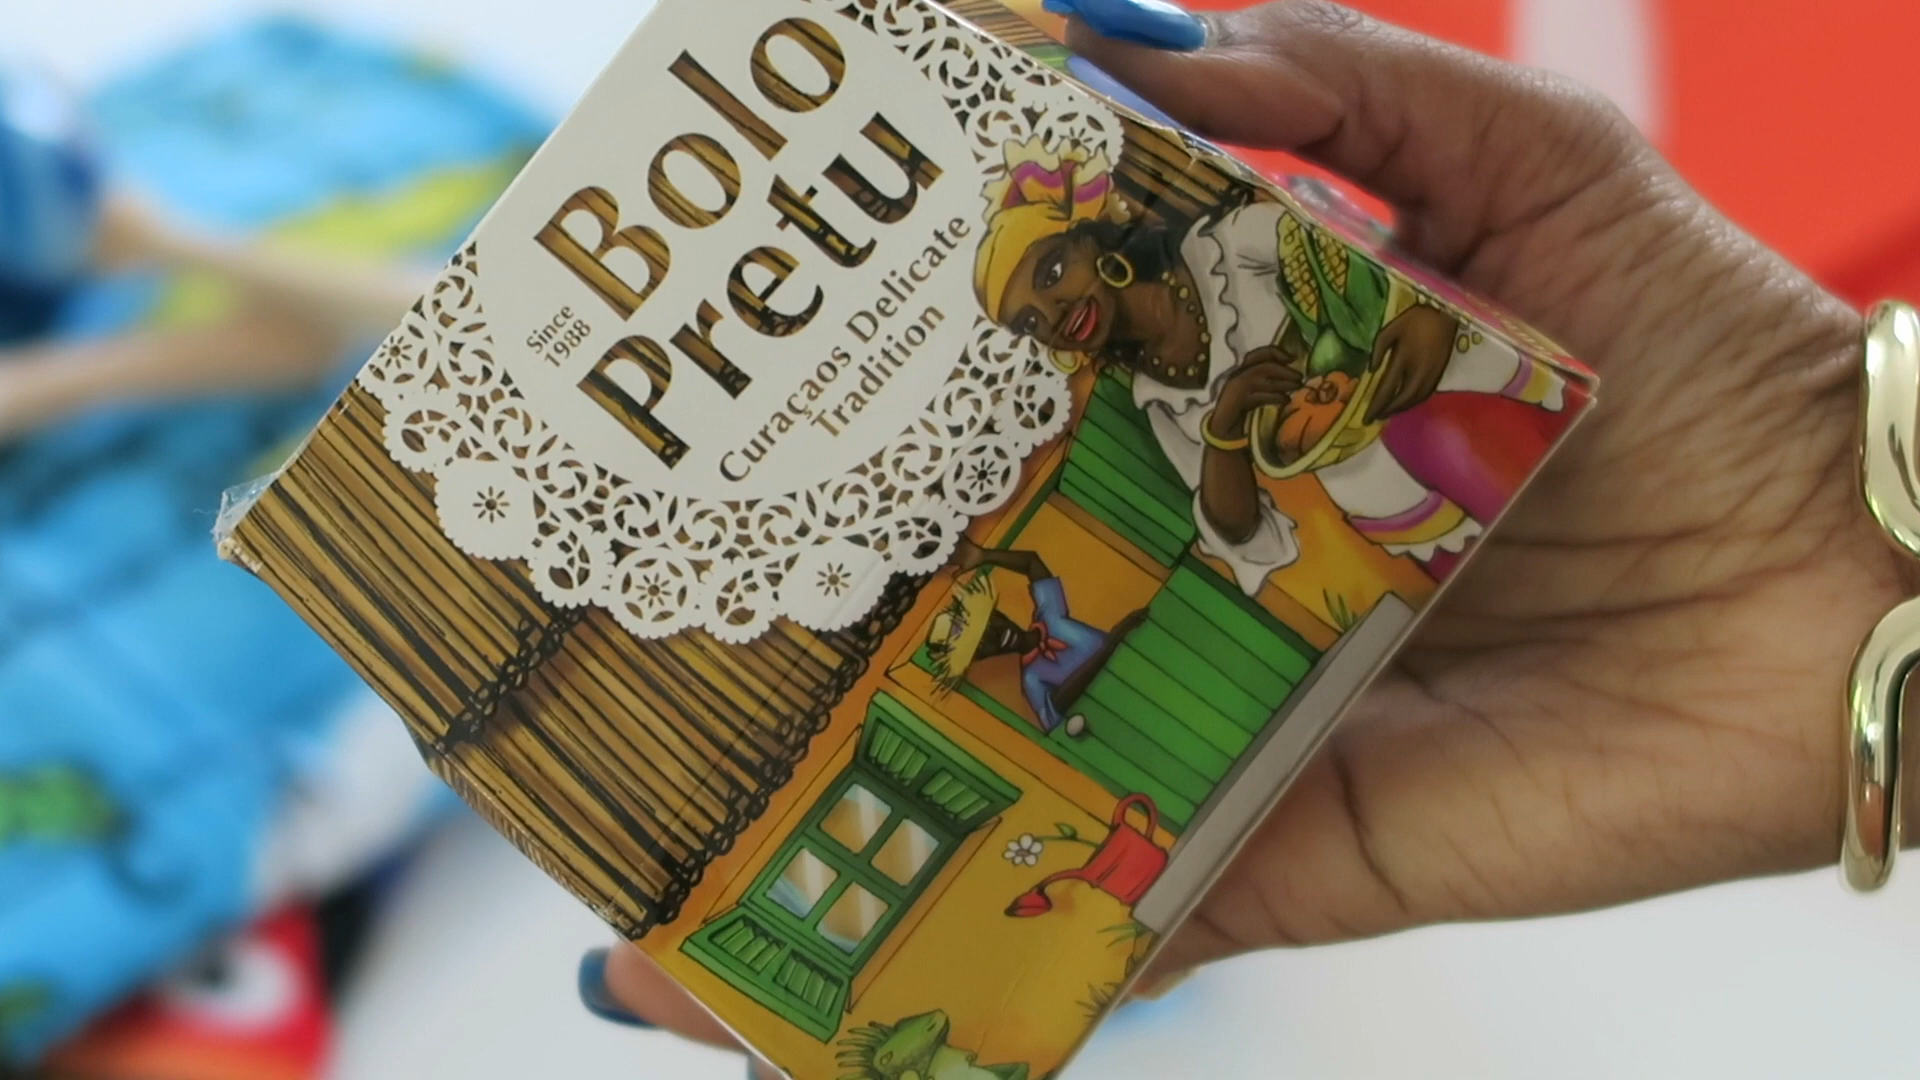 Bolo
Pretu
Since
1988
Curaçaos Delicate
Tradition